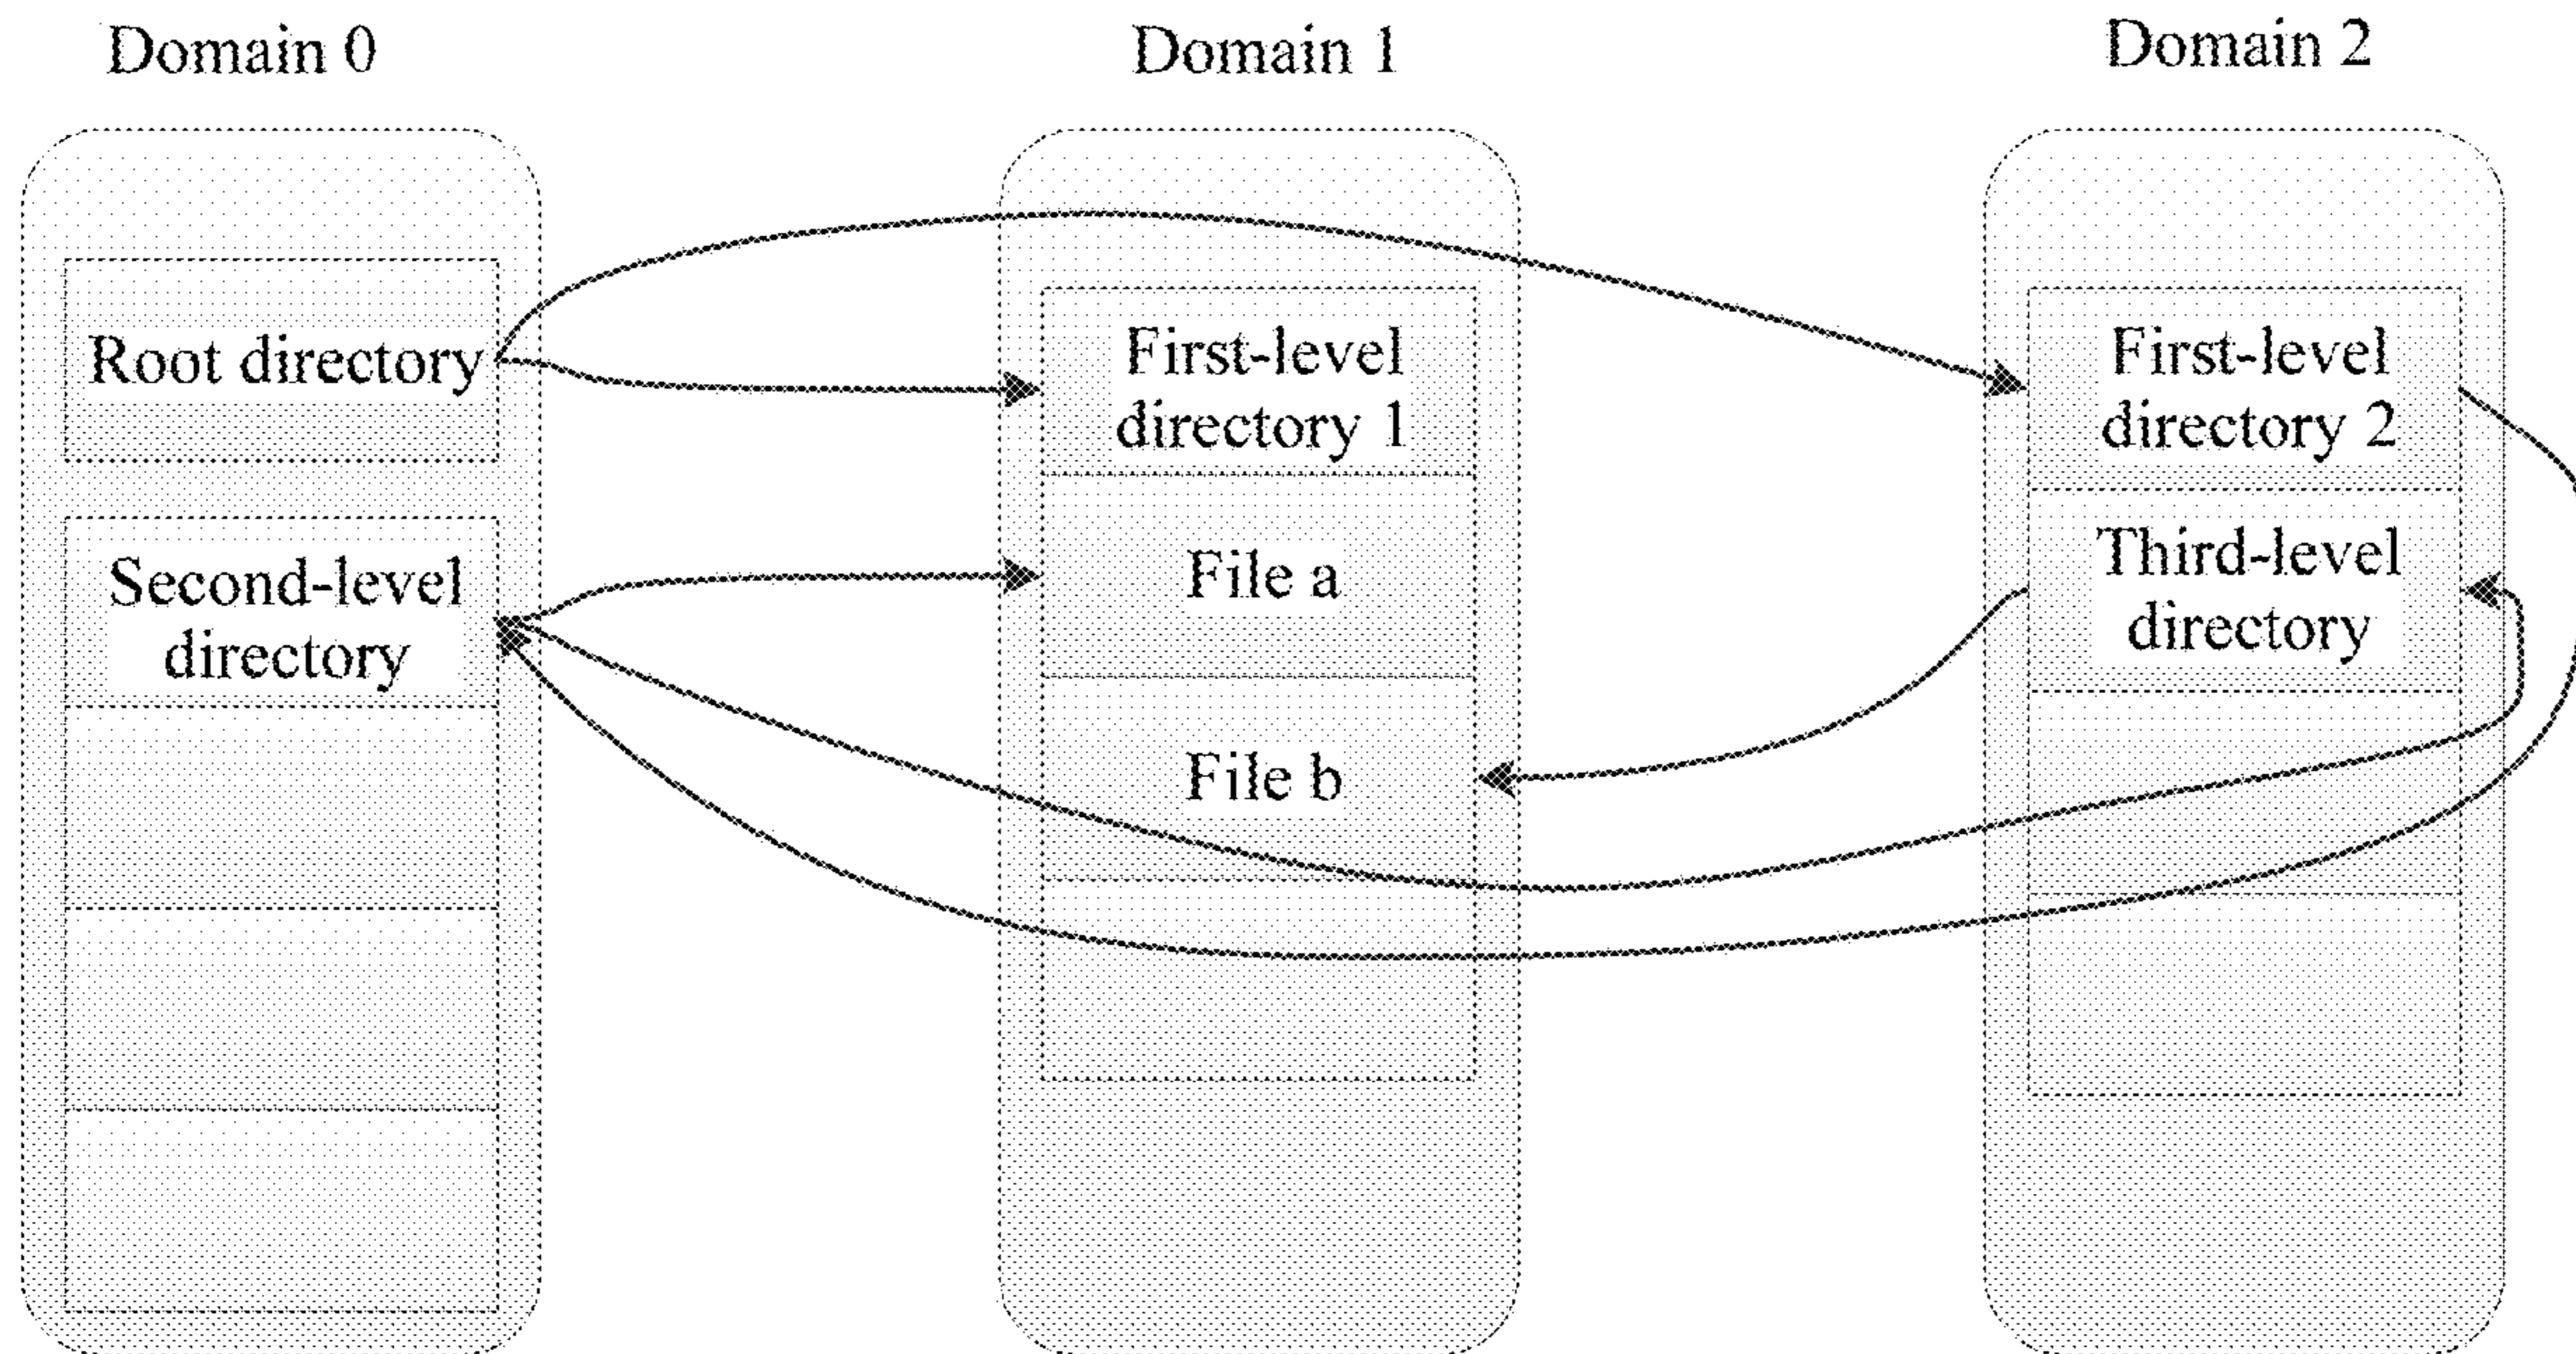 Domain 0
Domain 1
Domain 2
Root directory
First-level
directory 1
First-level
directory 2
Second-level
directory
File a
Third-level
directory
File b